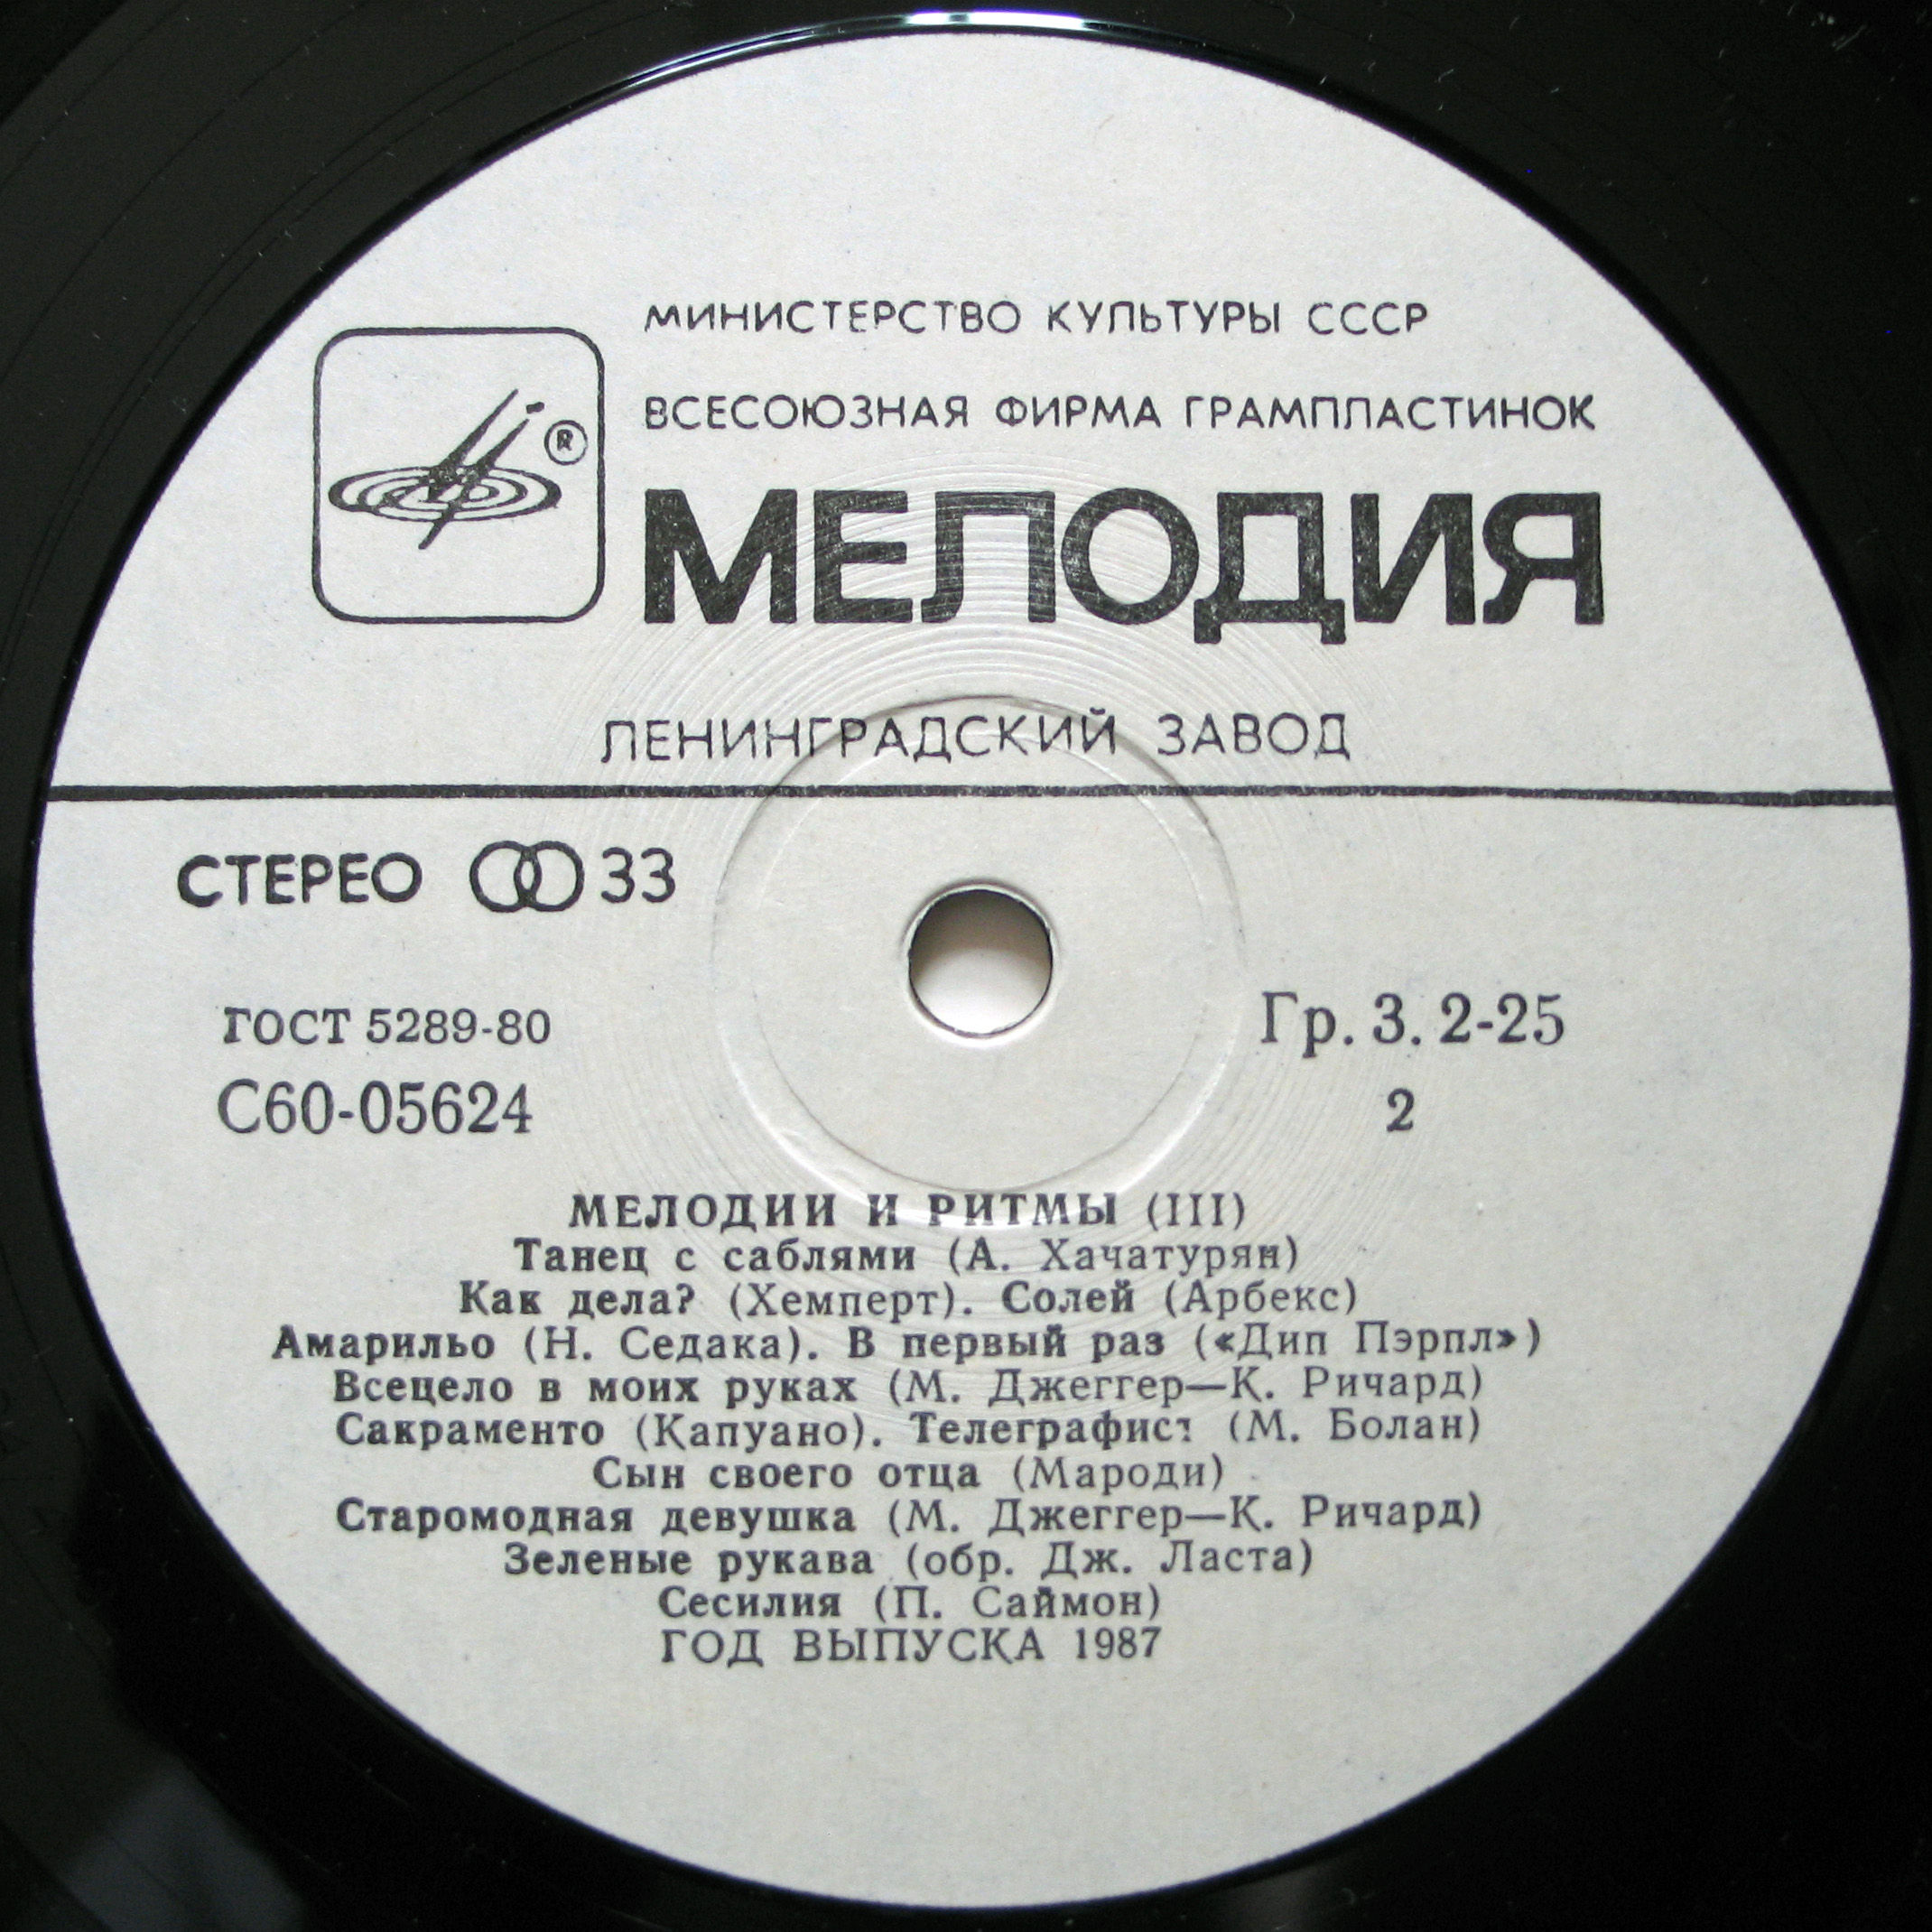 МИНИСТЕРСТВО КУЛЬТУРЫ СССР
ВСЕСОЮЗНАЯ ФИРМА ГРАМПЛАСТИНОК
®
МЕЛОДИЯ
ЛЕНИНГРАДСКИЙ ЗАВОД
СТЕРЕО 33
ГОСТ 5289-80
Гр. 3. 2-25
С60-05624
2
МЕЛОДИИ И РИТМЫ (III)
Танец с саблями (А. Хачатурян)
Как дела? (Хемперт). Солей (Арбекс)
Амарильо (Н. Седака). В первый раз («Дип Пэрпл»)
Всецело в моих руках (М. Джеггер—К. Ричард)
Сакраменто (Капуано). Телеграфист (М. Болан)
Сын своего отца (Мароди)
Старомодная девушка (М. Джеггер—К. Ричард)
Зеленые рукава (обр. Дж. Ласта)
Сесилия (П. Саймон)
ГОД ВЫПУСКА 1987